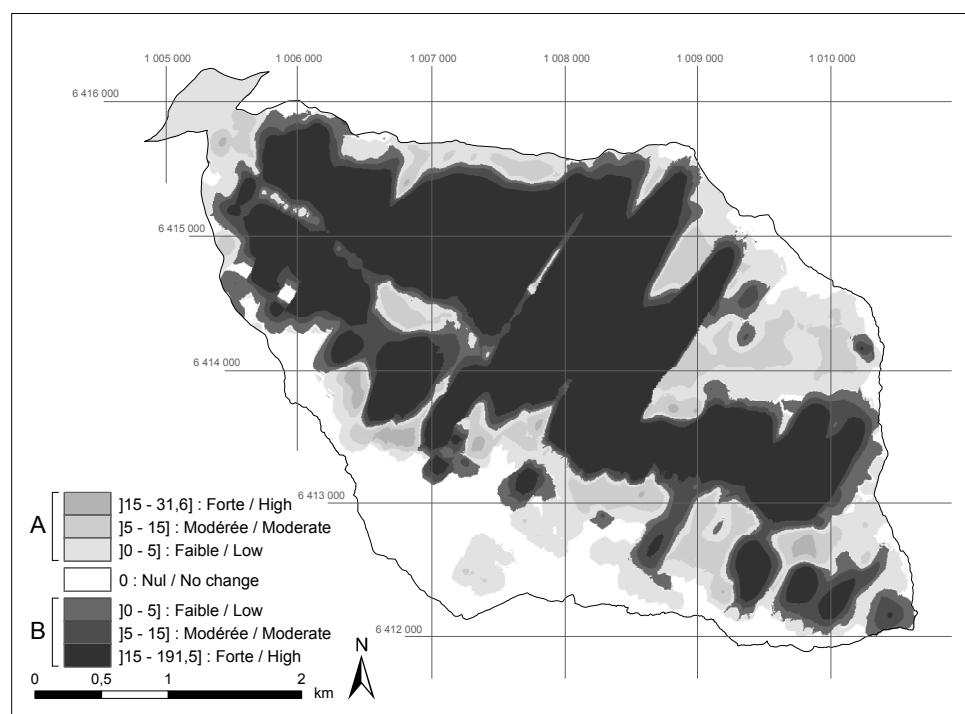 1 005 000 1 006 000 1 007 000 1 008 000 1 009 000 1 010 000
6 416 000
6 415 000
6 414 000
6 413 000
6 412 000
A
]15 - 31,6] : Forte / High
]5 - 15] : Modérée / Moderate
]0 - 5] : Faible / Low
0 : Nul / No change
B
]0 - 5] : Faible / Low
]5 - 15] : Modérée / Moderate
]15 - 191,5] : Forte / High
0 0,5 1 2
km
N